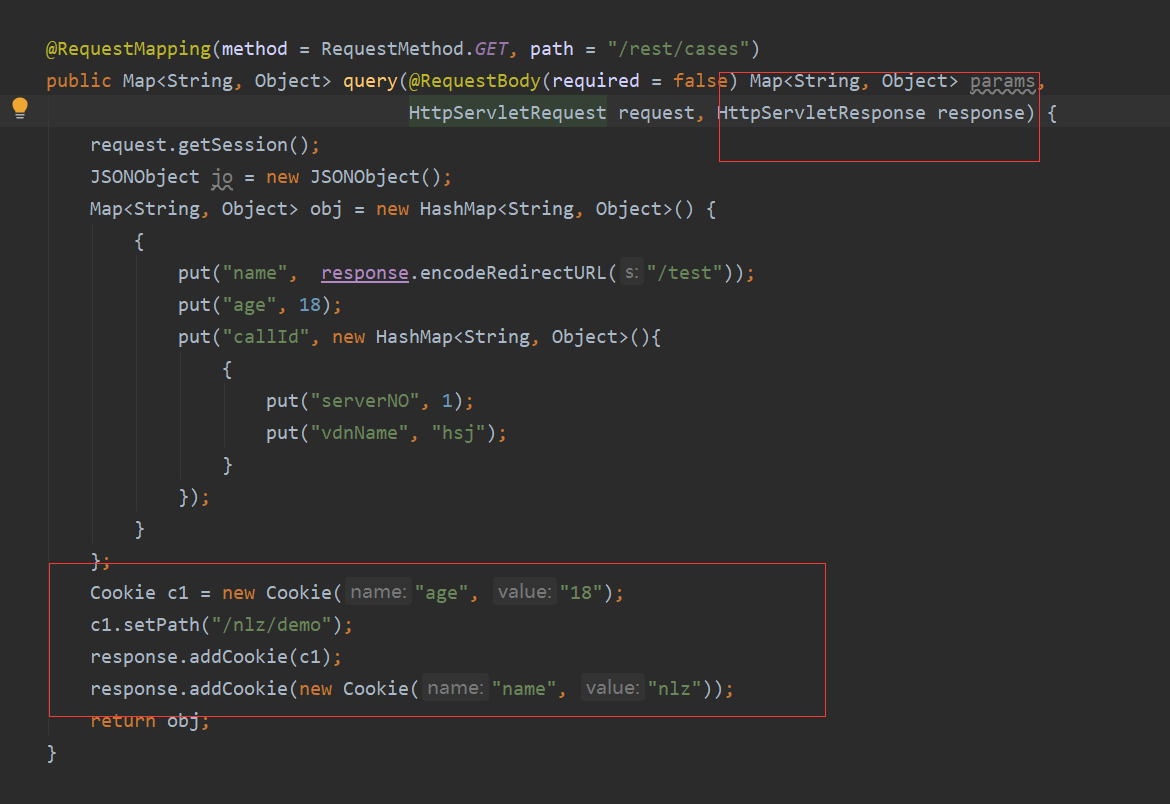 @RequestMapping(method = RequestMethod.GET, path = "/rest/cases")
public Map<String, Object> query(@RequestBody(required = false) Map<String, Object> params,
HttpServletRequest request, HttpServletResponse response) {
request.getSession();
JSONObject jo = new JSONObject();
Map<String, Object> obj = new HashMap<String, Object>() {
{
put("name", response.encodeRedirectURL( s: "/test"));
put("age", 18);
put("callId", new HashMap<String, Object>(){
{
put("serverNO", 1);
put("vdnName", "hsj");
}
});
}
};
Cookie c1 = new Cookie( name: "age", value: "18");
c1.setPath("/nlz/demo");
response.addCookie(c1);
response.addCookie(new Cookie( name: "name", value: "nlz"));
return obj;
}